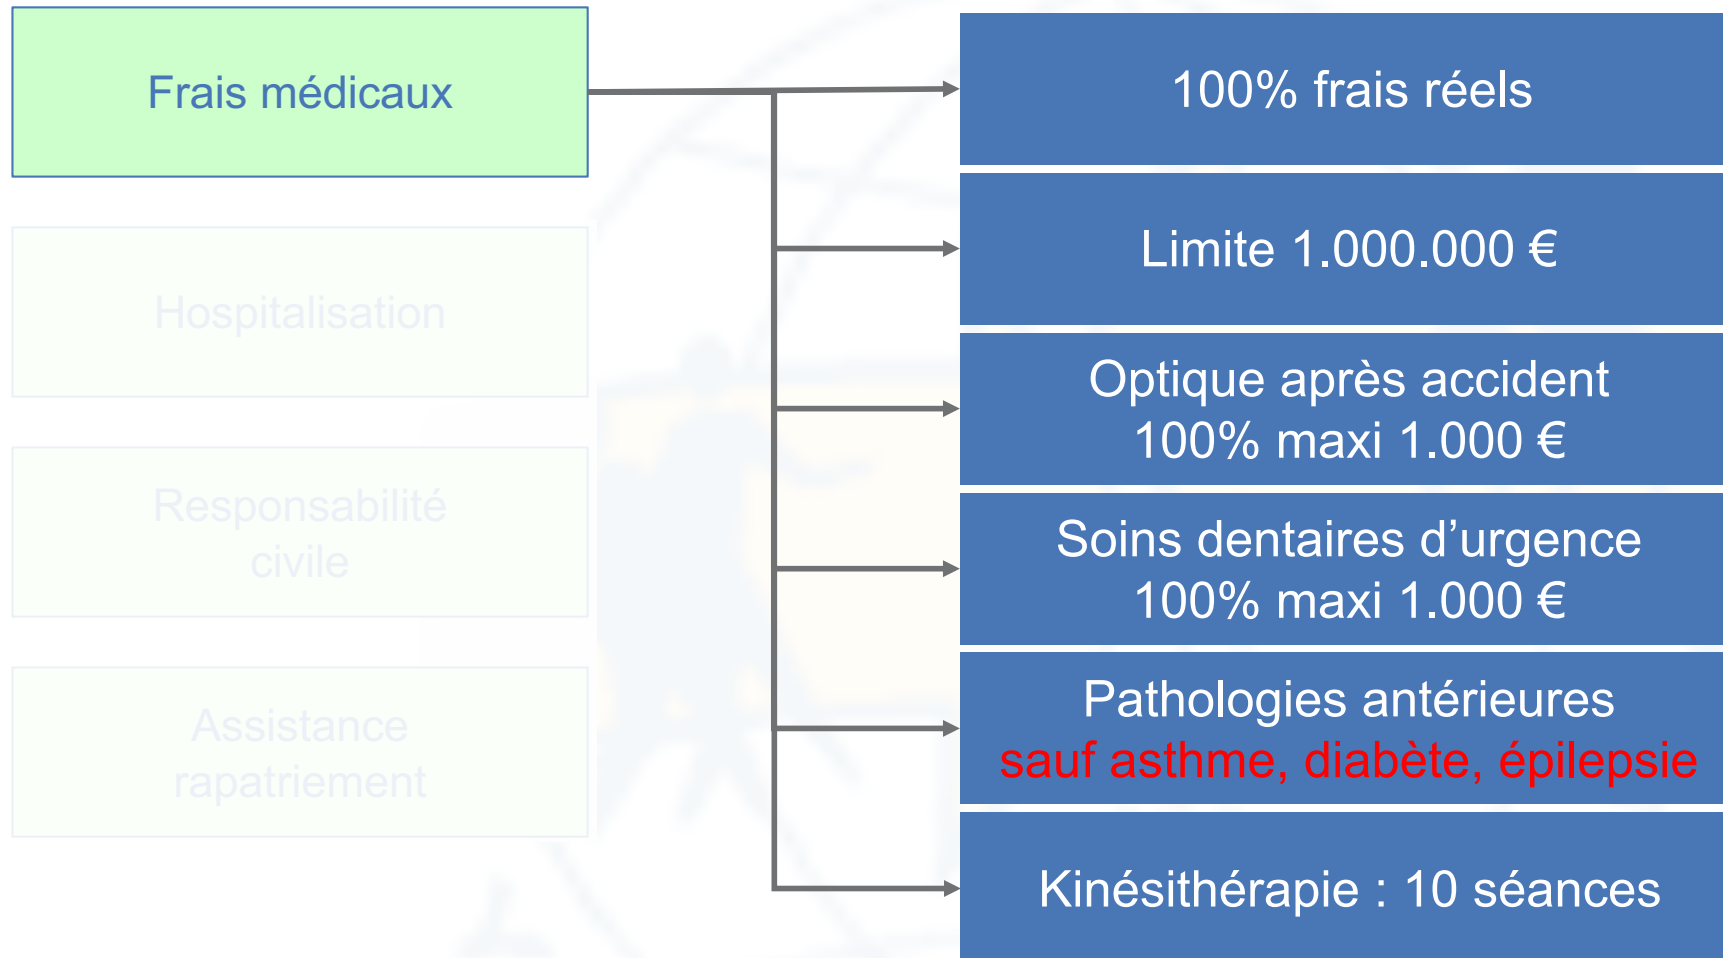 Frais médicaux
Hospitalisation
Responsabilité
civile
Assistance
rapatriement
100% frais réels
Limite 1.000.000 €
Optique après accident
100% maxi 1.000 €
Soins dentaires d’urgence
100% maxi 1.000 €
Pathologies antérieures
sauf asthme, diabète, épilepsie
Kinésithérapie : 10 séances